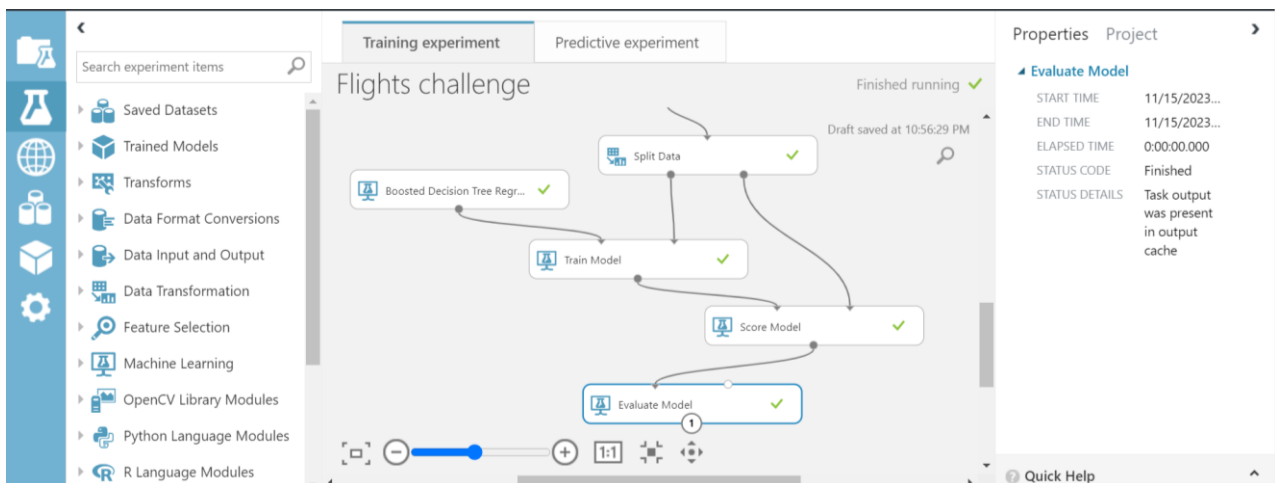 Training experiment
Predictive experiment
Properties Project
Search experiment items
Flights challenge
Finished running
Draft saved at 10:56:29 PM
Saved Datasets
Trained Models
Transforms
Data Format Conversions
Data Input and Output
Data Transformation
Feature Selection
Machine Learning
OpenCV Library Modules
Python Language Modules
R Language Modules
Split Data
Boosted Decision Tree Regr...
Train Model
Score Model
Evaluate Model
1
1:1
Evaluate Model
START TIME 11/15/2023...
END TIME 11/15/2023...
ELAPSED TIME 0:00:00.000
STATUS CODE Finished
STATUS DETAILS Task output
was present
in output
cache
Quick Help